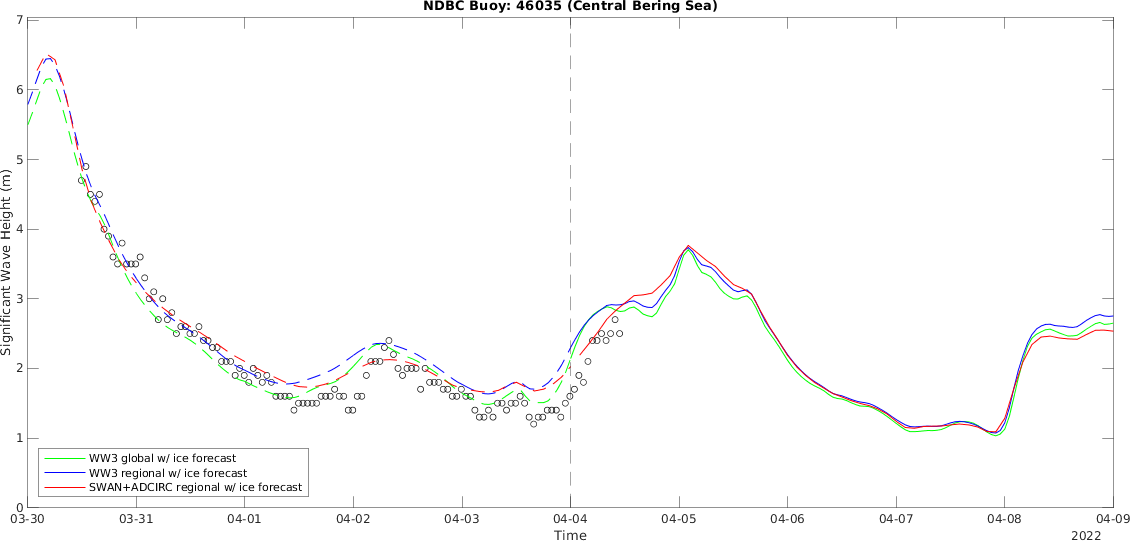 NDBC Buoy: 46035 (Central Bering Sea)
7
6
5
4
3
2
1
0
Significant Wave Height (m)
WW3 global w/ ice forecast
WW3 regional w/ ice forecast
SWAN+ADCIRC regional w/ ice forecast
03-30 03-31 04-01 04-02 04-03 04-04 04-05 04-06 04-07 04-08 04-09
Time
2022